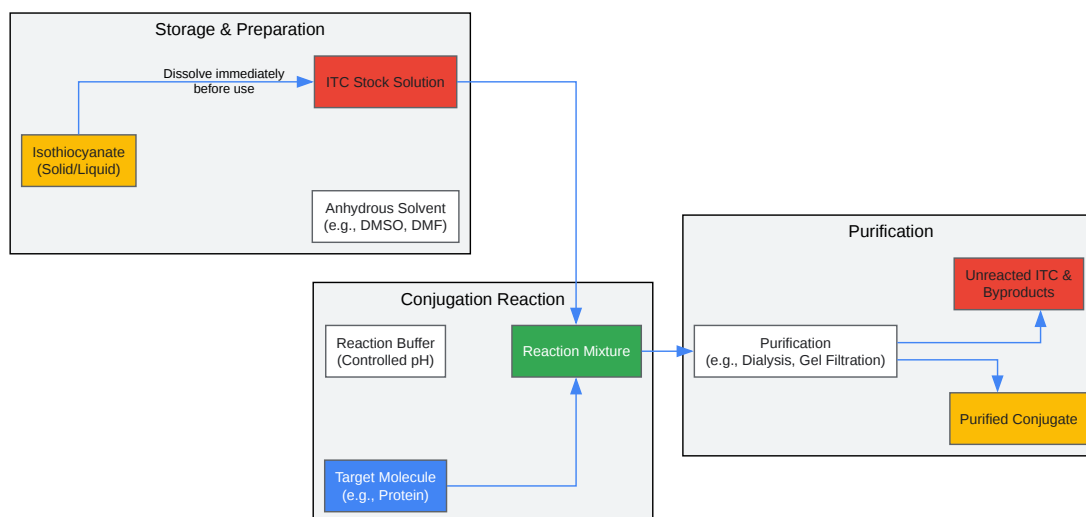 Storage & Preparation
Dissolve immediately
before use
ITC Stock Solution
Isothiocyanate
(Solid/Liquid)
Anhydrous Solvent
(e.g., DMSO, DMF)
Conjugation Reaction
Reaction Buffer
(Controlled pH)
Reaction Mixture
Target Molecule
(e.g., Protein)
Purification
Unreacted ITC &
Byproducts
Purification
(e.g., Dialysis, Gel Filtration)
Purified Conjugate